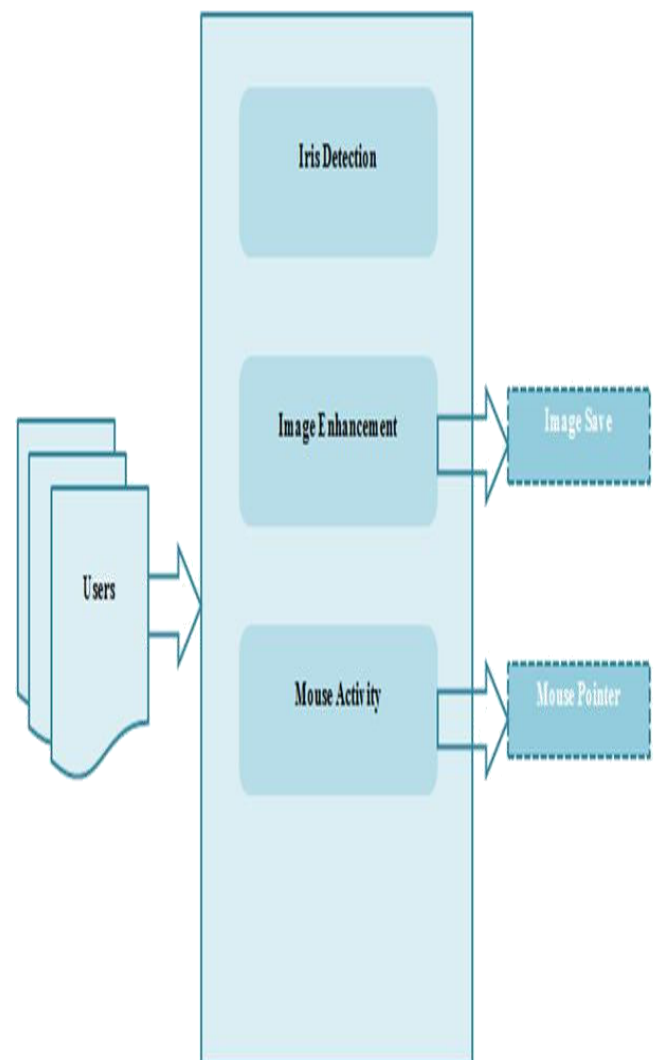 Iris Detection
Image Enhancement
Image Save
Users
Mouse Activity
Mouse Pointer